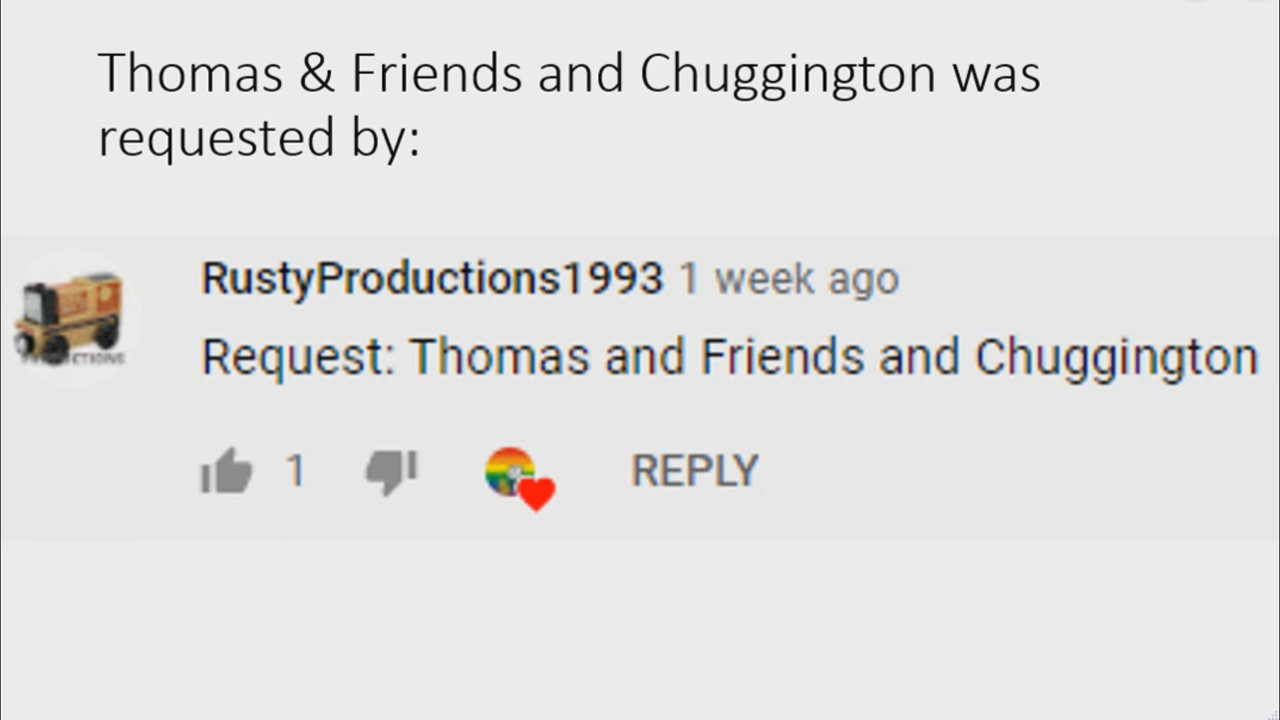 Thomas & Friends and Chuggington was
requested by:
RustyProductions1993 1 week ago
Request: Thomas and Friends and Chuggington
1 REPLY